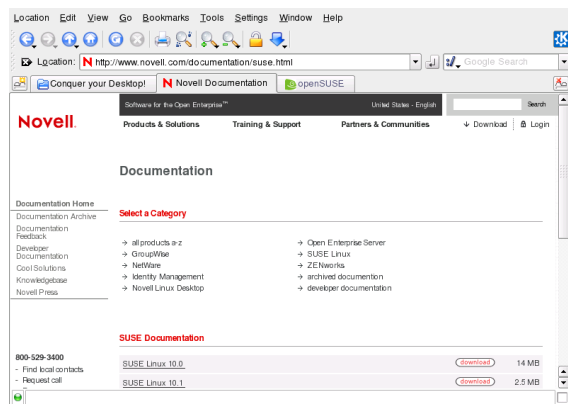 Location Edit View Go Bookmarks Tools Settings Window Help
Location: N http://www.novell.com/documentation/suse.html Google Search
Conquer your Desktop! N Novell Documentation openSUSE
Software for the Open Enterprise™ United States - English Search
Novell.
Products & Solutions Training & Support Partners & Communities Download Login
Documentation
Documentation Home
Documentation Archive
Documentation
Feedback
Developer
Documentation
Cool Solutions
Knowledgebase
Novell Press
Select a Category
→ all products a-z
→ GroupWise
→ NetWare
→ Identity Management
→ Novell Linux Desktop
→ Open Enterprise Server
→ SUSE Linux
→ ZENworks
→ archived documention
→ developer documentation
SUSE Documentation
800-529-3400
- Find local contacts
- Request call
SUSE Linux 10.0 download 14 MB
SUSE Linux 10.1 download 2.5 MB